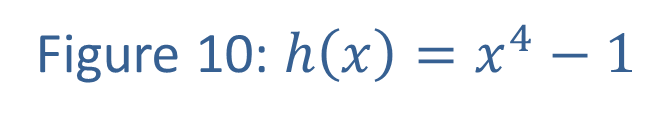 Figure 10: h(x) = x⁴ − 1